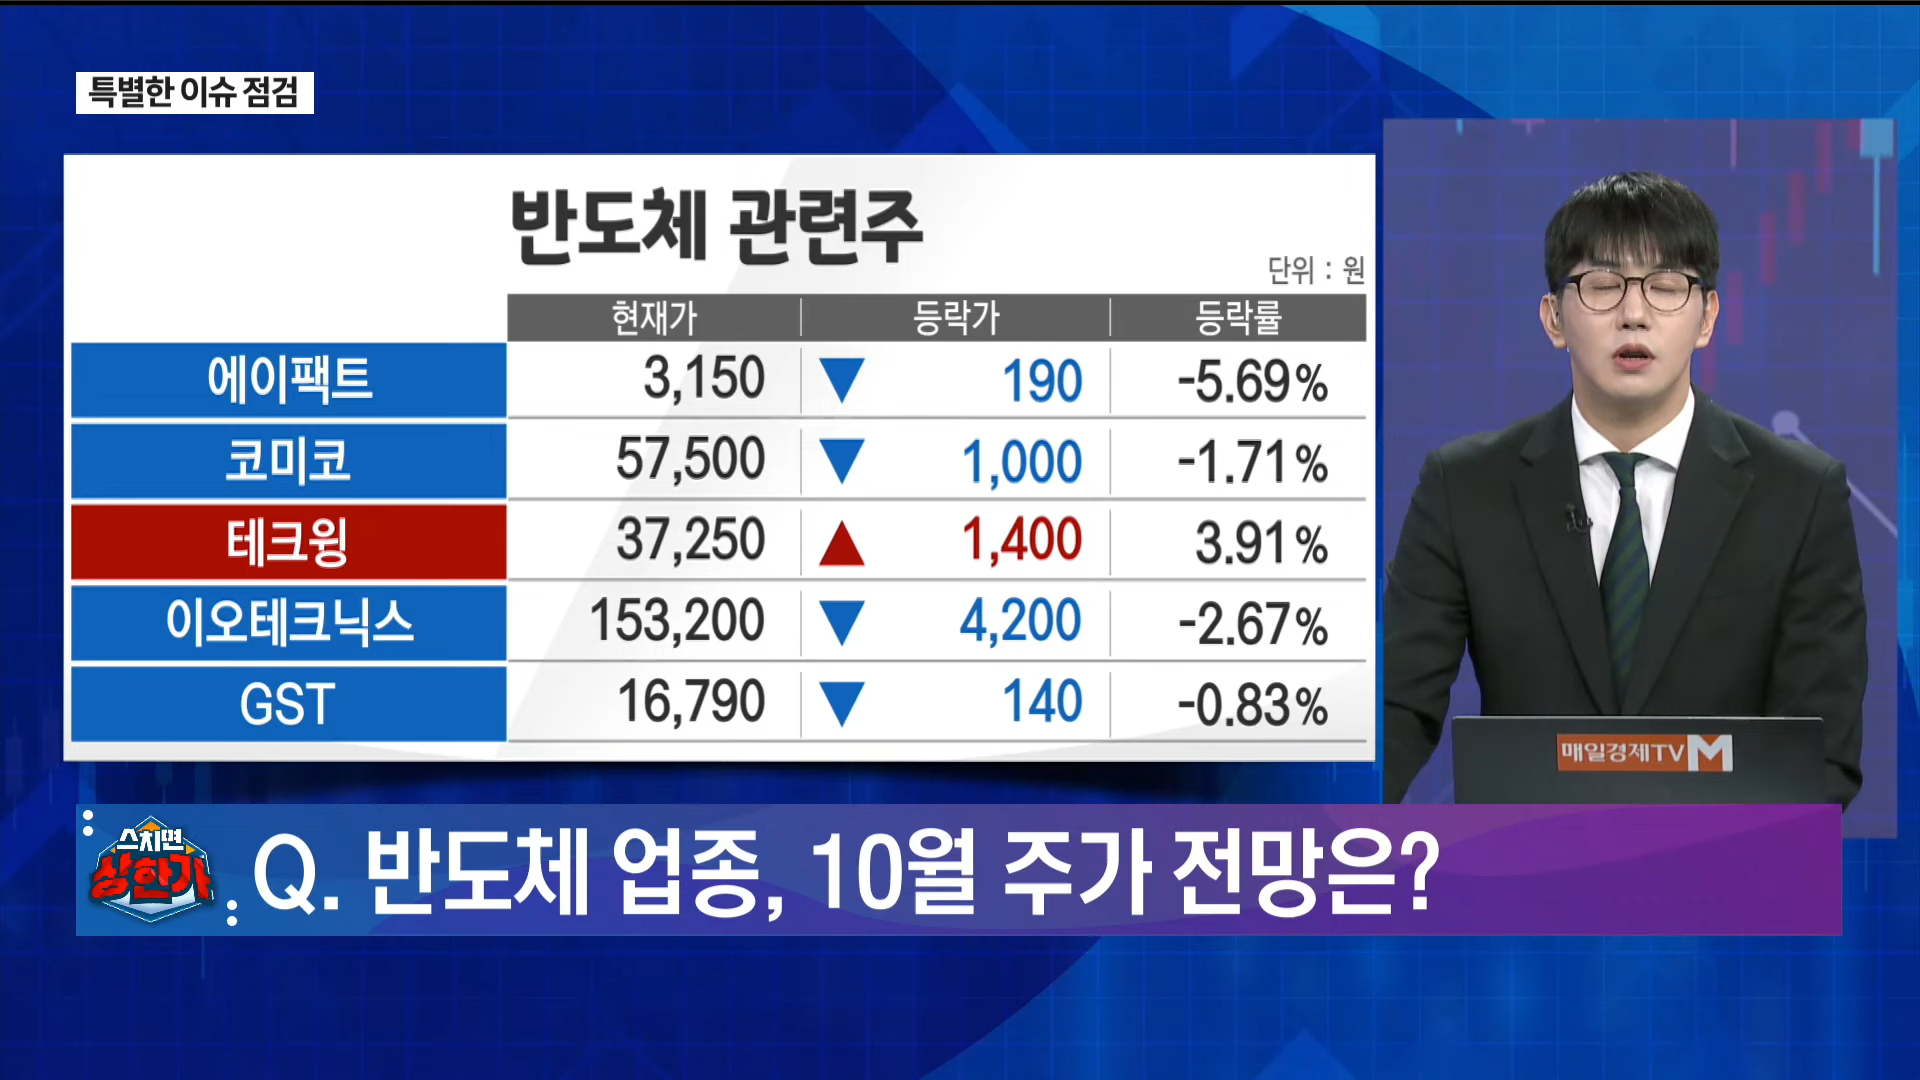 특별한 이슈 점검
반도체 관련주
단위 : 원
현재가 등락가 등락률
에이팩트 3,150 ▼ 190 -5.69%
코미코 57,500 ▼ 1,000 -1.71%
테크윙 37,250 ▲ 1,400 3.91%
이오테크닉스 153,200 ▼ 4,200 -2.67%
GST 16,790 ▼ 140 -0.83%
매일경제TV M
스치면
상한가
Q. 반도체 업종, 10월 주가 전망은?